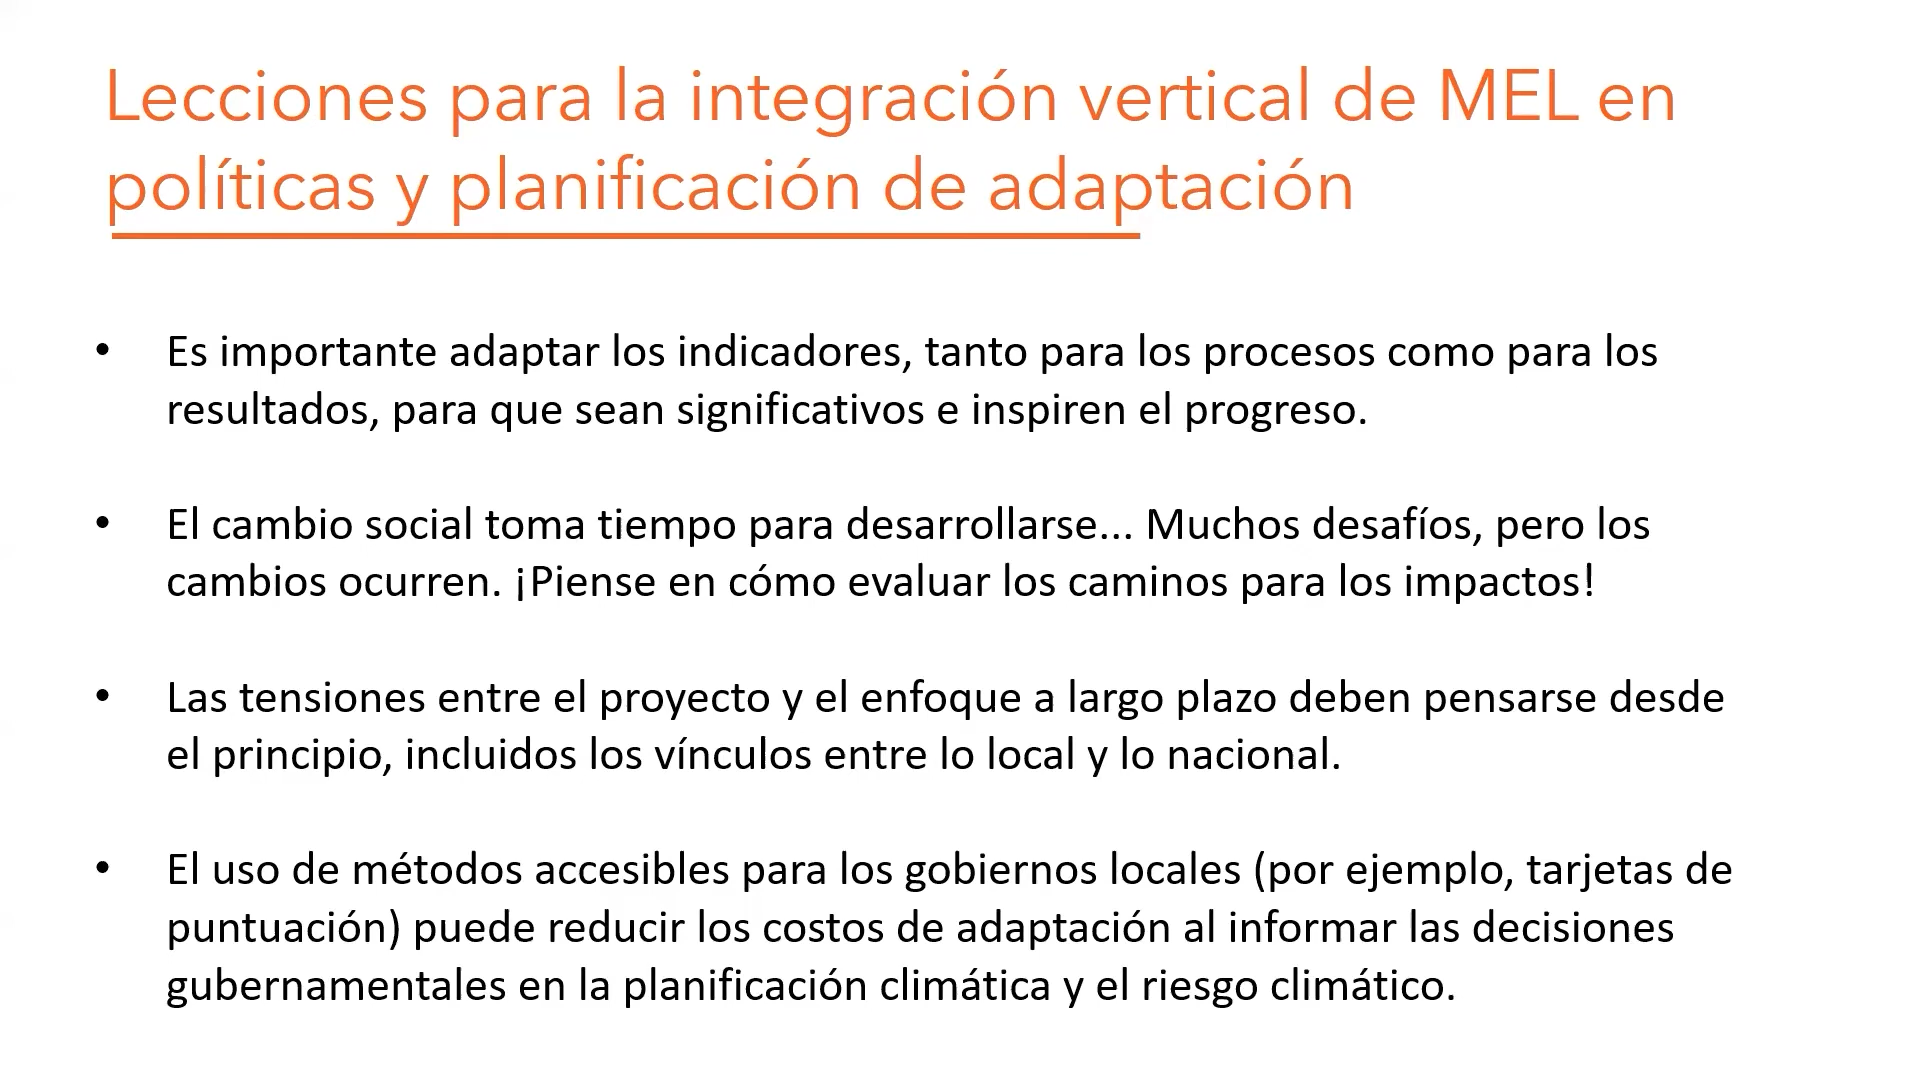 Lecciones para la integración vertical de MEL en
políticas y planificación de adaptación
• Es importante adaptar los indicadores, tanto para los procesos como para los
resultados, para que sean significativos e inspiren el progreso.
• El cambio social toma tiempo para desarrollarse... Muchos desafíos, pero los
cambios ocurren. ¡Piense en cómo evaluar los caminos para los impactos!
• Las tensiones entre el proyecto y el enfoque a largo plazo deben pensarse desde
el principio, incluidos los vínculos entre lo local y lo nacional.
• El uso de métodos accesibles para los gobiernos locales (por ejemplo, tarjetas de
puntuación) puede reducir los costos de adaptación al informar las decisiones
gubernamentales en la planificación climática y el riesgo climático.